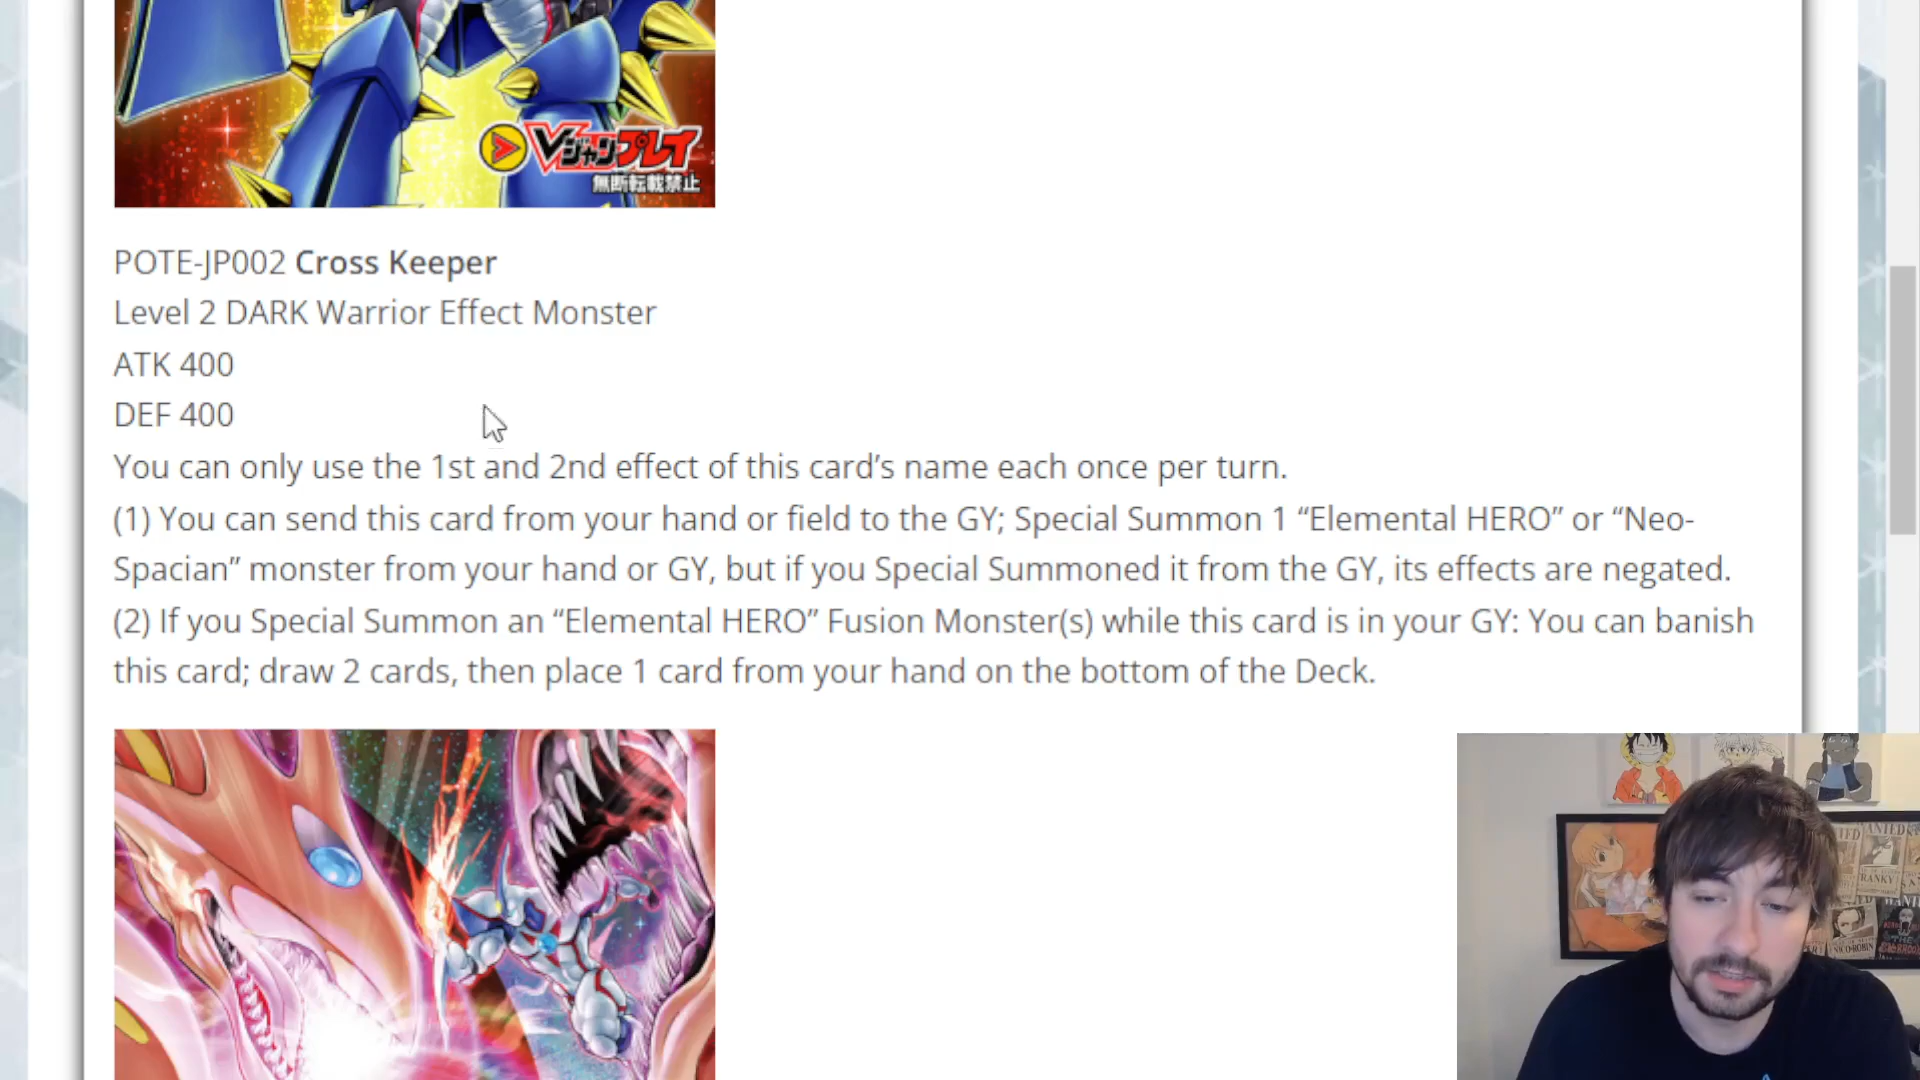 Vジャンプレイ
無断転載禁止
POTE-JP002 Cross Keeper
Level 2 DARK Warrior Effect Monster
ATK 400
DEF 400
You can only use the 1st and 2nd effect of this card’s name each once per turn.
(1) You can send this card from your hand or field to the GY; Special Summon 1 “Elemental HERO” or “Neo-
Spacian” monster from your hand or GY, but if you Special Summoned it from the GY, its effects are negated.
(2) If you Special Summon an “Elemental HERO” Fusion Monster(s) while this card is in your GY: You can banish
this card; draw 2 cards, then place 1 card from your hand on the bottom of the Deck.
NICO·ROBIN